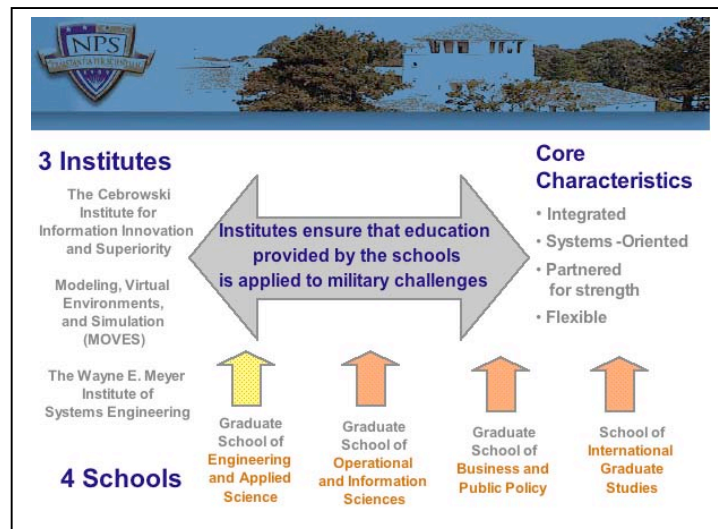 NPS
3 Institutes
The Cebrowski
Institute for
Information Innovation
and Superiority
Modeling, Virtual
Environments,
and Simulation
(MOVES)
The Wayne E. Meyer
Institute of
Systems Engineering
Institutes ensure that education
provided by the schools
is applied to military challenges
Core
Characteristics
• Integrated
• Systems -Oriented
• Partnered
for strength
• Flexible
4 Schools
Graduate
School of
Engineering
and Applied
Science
Graduate
School of
Operational
and Information
Sciences
Graduate
School of
Business and
Public Policy
School of
International
Graduate
Studies